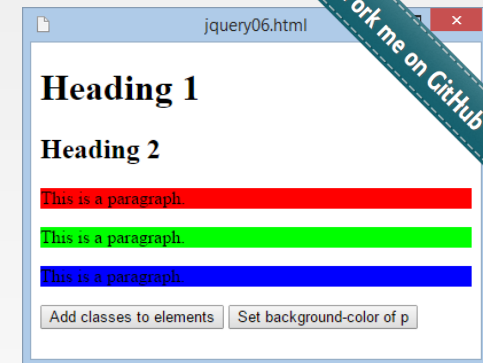 jquery06.html
Fork me on GitHub
Heading 1
Heading 2
This is a paragraph.
This is a paragraph.
This is a paragraph.
Add classes to elements
Set background-color of p